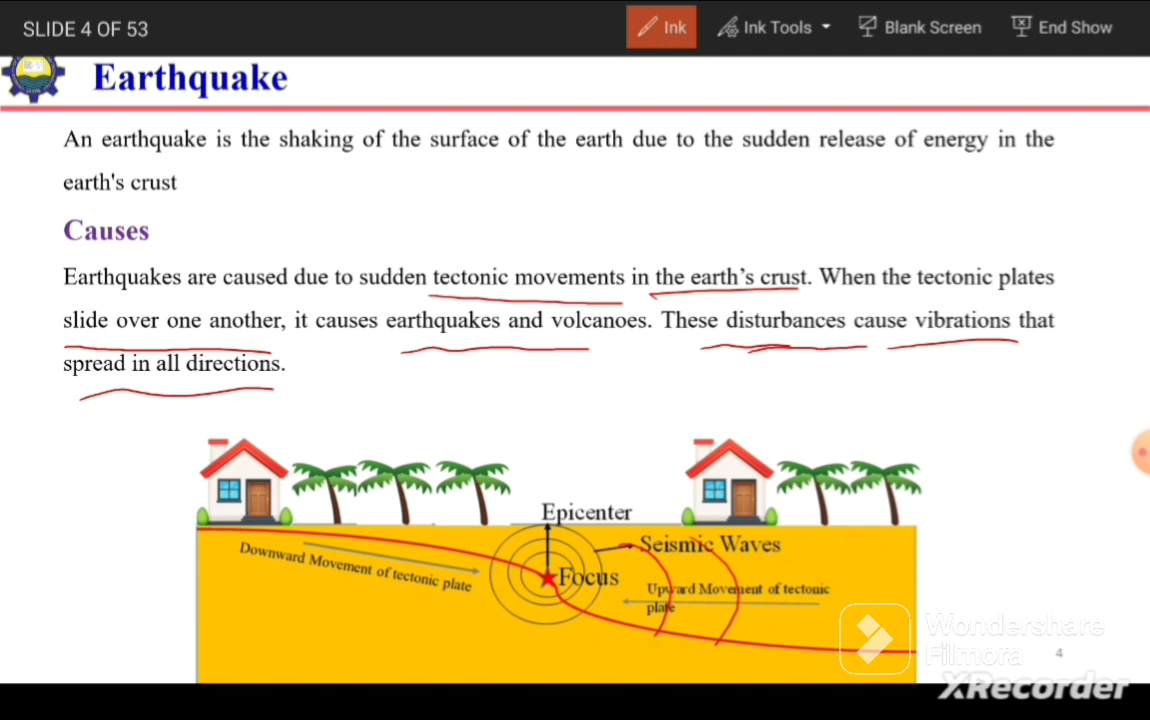 SLIDE 4 OF 53
Ink
Ink Tools
Blank Screen
End Show
Earthquake
An earthquake is the shaking of the surface of the earth due to the sudden release of energy in the
earth's crust
Causes
Earthquakes are caused due to sudden tectonic movements in the earth’s crust. When the tectonic plates
slide over one another, it causes earthquakes and volcanoes. These disturbances cause vibrations that
spread in all directions.
Epicenter
Seismic Waves
Downward Movement of tectonic plate
Focus
Upward Movement of tectonic
plate
Wondershare
Filmora
4
XRecorder